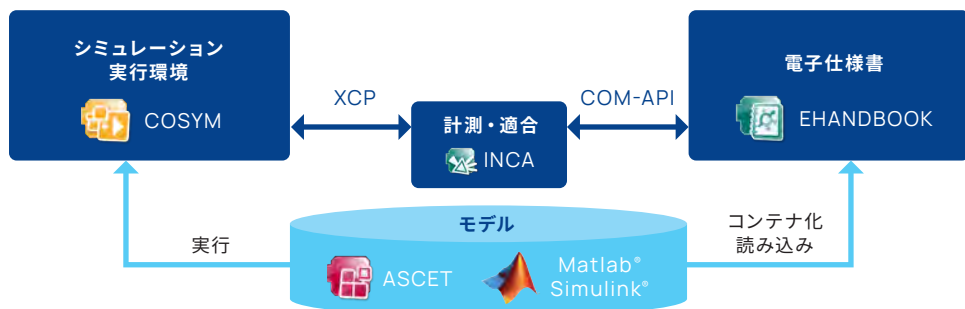 シミュレーション
実行環境
COSYM
XCP
計測・適合
INCA
COM-API
電子仕様書
EHANDBOOK
実行
モデル
ASCET
Matlab®
Simulink®
コンテナ化
読み込み